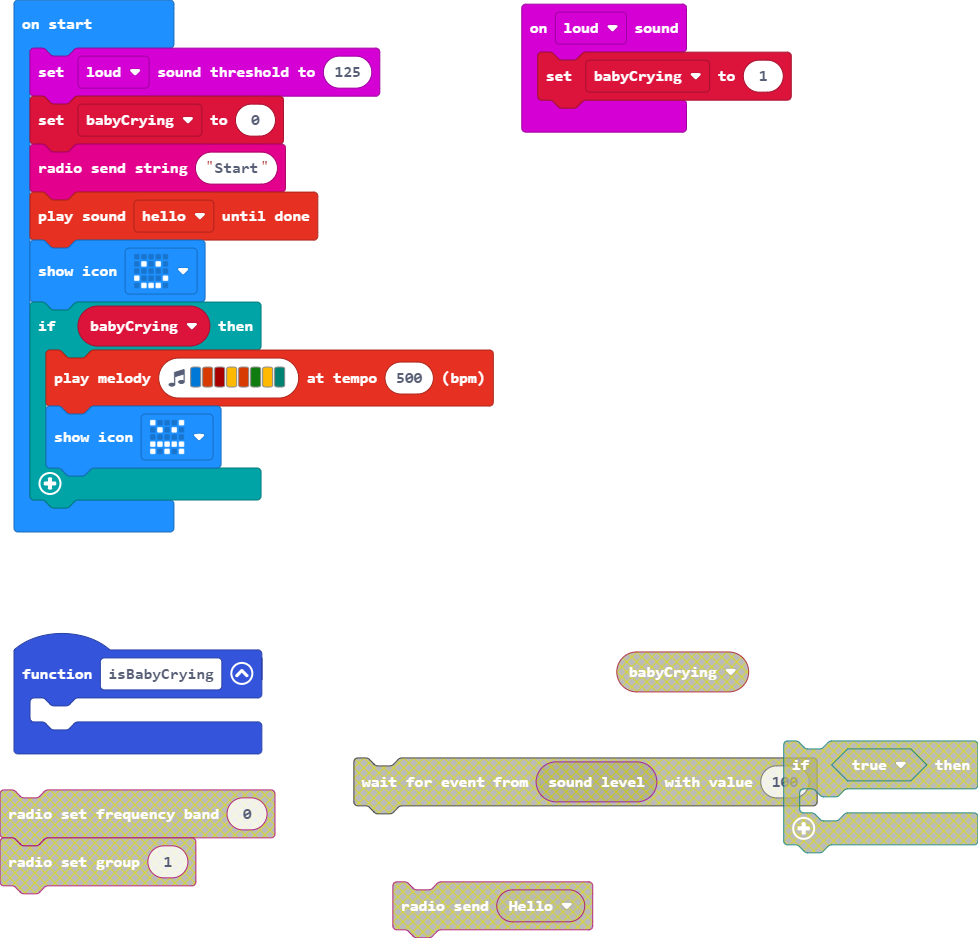 on start
set loud sound threshold to 125
set babyCrying to 0
radio send string "Start"
play sound hello until done
show icon
if babyCrying then
play melody at tempo 500 (bpm)
show icon
on loud sound
set babyCrying to 1
function isBabyCrying
babyCrying
wait for event from sound level with value 100
if true then
radio set frequency band 0
radio set group 1
radio send Hello